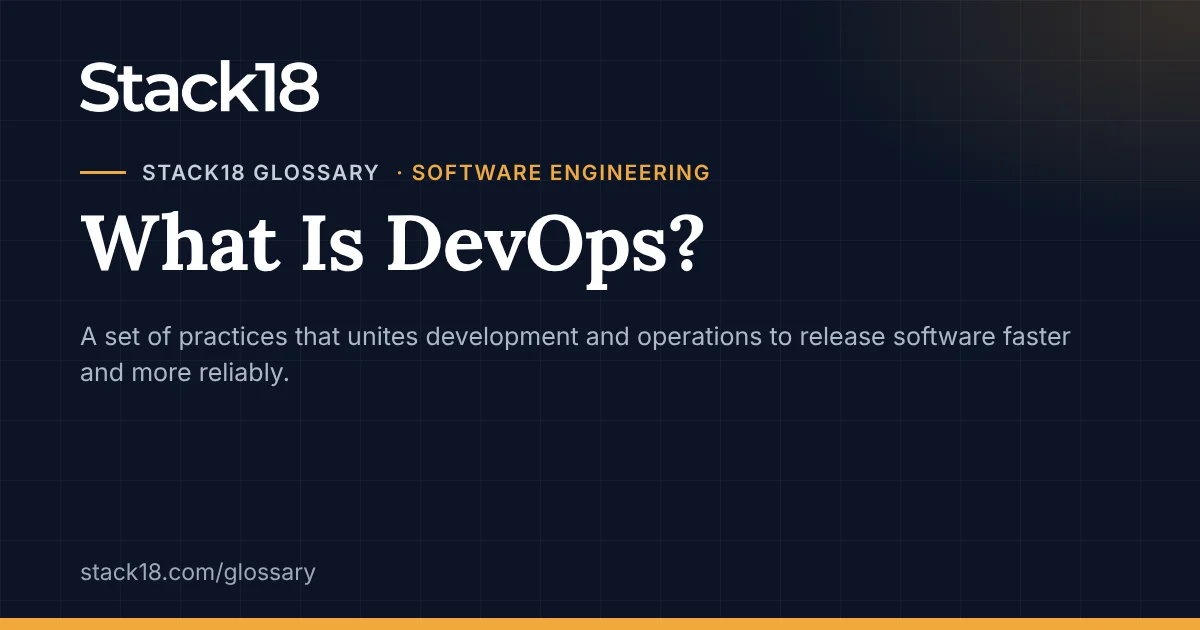 Stack18
STACK18 GLOSSARY · SOFTWARE ENGINEERING
What Is DevOps?
A set of practices that unites development and operations to release software faster
and more reliably.
stack18.com/glossary